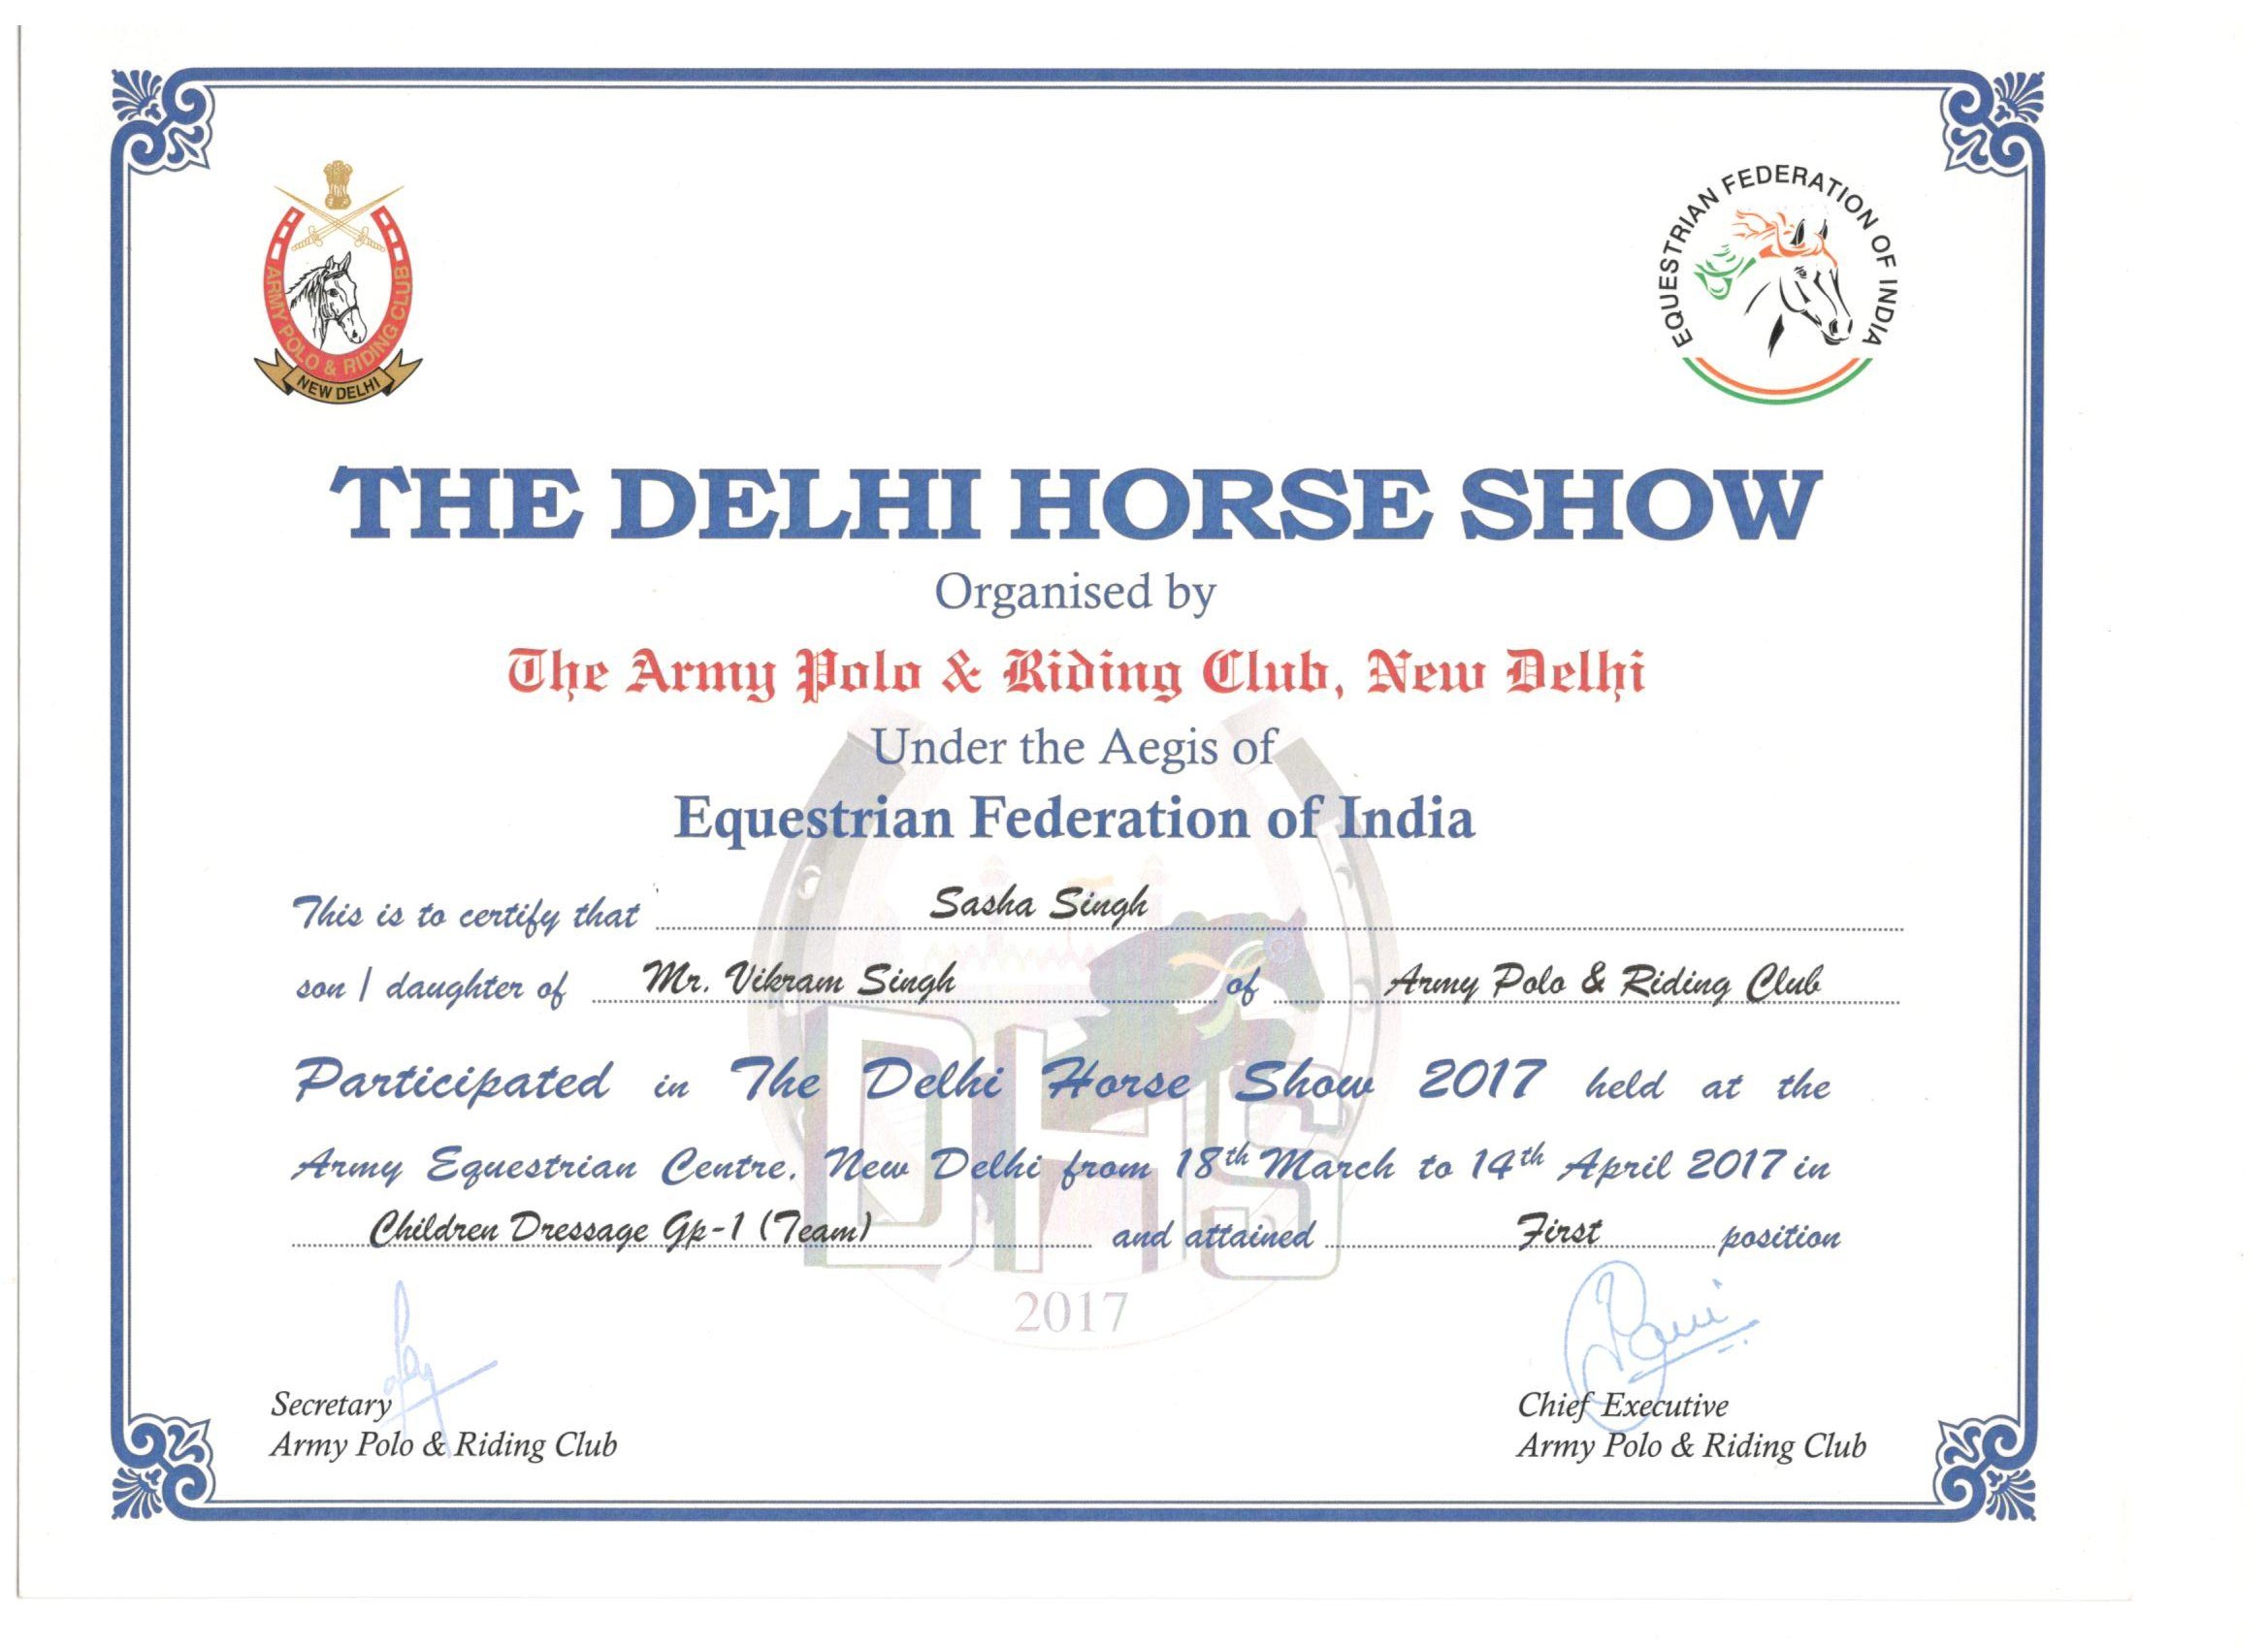 ARMY POLO & RIDING CLUB
NEW DELHI
EQUESTRIAN FEDERATION OF INDIA
THE DELHI HORSE SHOW
Organised by
The Army Polo & Riding Club, New Delhi
Under the Aegis of
Equestrian Federation of India
This is to certify that Sasha Singh
son / daughter of Mr. Vikram Singh of Army Polo & Riding Club
Participated in The Delhi Horse Show 2017 held at the
Army Equestrian Centre, New Delhi from 18th March to 14th April 2017 in
Children Dressage Gp-1 (Team) and attained First position
DHS
2017
Secretary
Army Polo & Riding Club
Chief Executive
Army Polo & Riding Club